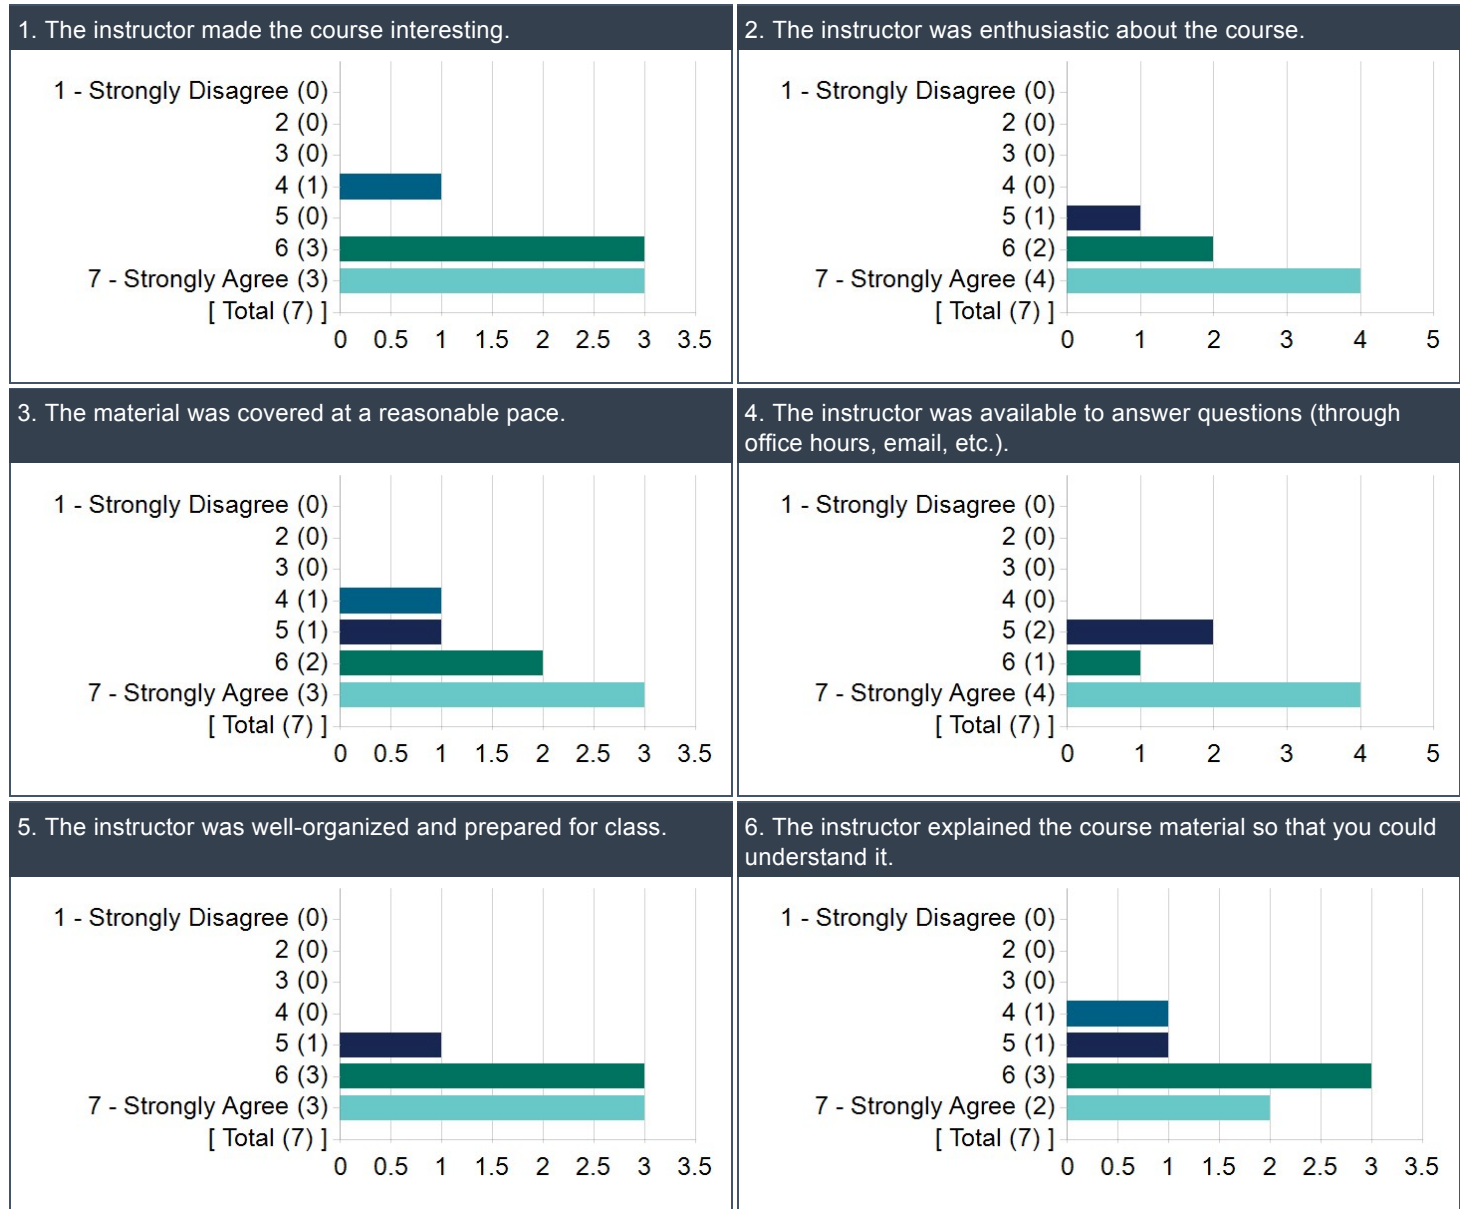 1. The instructor made the course interesting.
1 - Strongly Disagree (0)
2 (0)
3 (0)
4 (1)
5 (0)
6 (3)
7 - Strongly Agree (3)
[ Total (7) ]
0 0.5 1 1.5 2 2.5 3 3.5
2. The instructor was enthusiastic about the course.
1 - Strongly Disagree (0)
2 (0)
3 (0)
4 (0)
5 (1)
6 (2)
7 - Strongly Agree (4)
[ Total (7) ]
0 1 2 3 4 5
3. The material was covered at a reasonable pace.
1 - Strongly Disagree (0)
2 (0)
3 (0)
4 (1)
5 (1)
6 (2)
7 - Strongly Agree (3)
[ Total (7) ]
0 0.5 1 1.5 2 2.5 3 3.5
4. The instructor was available to answer questions (through
office hours, email, etc.).
1 - Strongly Disagree (0)
2 (0)
3 (0)
4 (0)
5 (2)
6 (1)
7 - Strongly Agree (4)
[ Total (7) ]
0 1 2 3 4 5
5. The instructor was well-organized and prepared for class.
1 - Strongly Disagree (0)
2 (0)
3 (0)
4 (0)
5 (1)
6 (3)
7 - Strongly Agree (3)
[ Total (7) ]
0 0.5 1 1.5 2 2.5 3 3.5
6. The instructor explained the course material so that you could
understand it.
1 - Strongly Disagree (0)
2 (0)
3 (0)
4 (1)
5 (1)
6 (3)
7 - Strongly Agree (2)
[ Total (7) ]
0 0.5 1 1.5 2 2.5 3 3.5